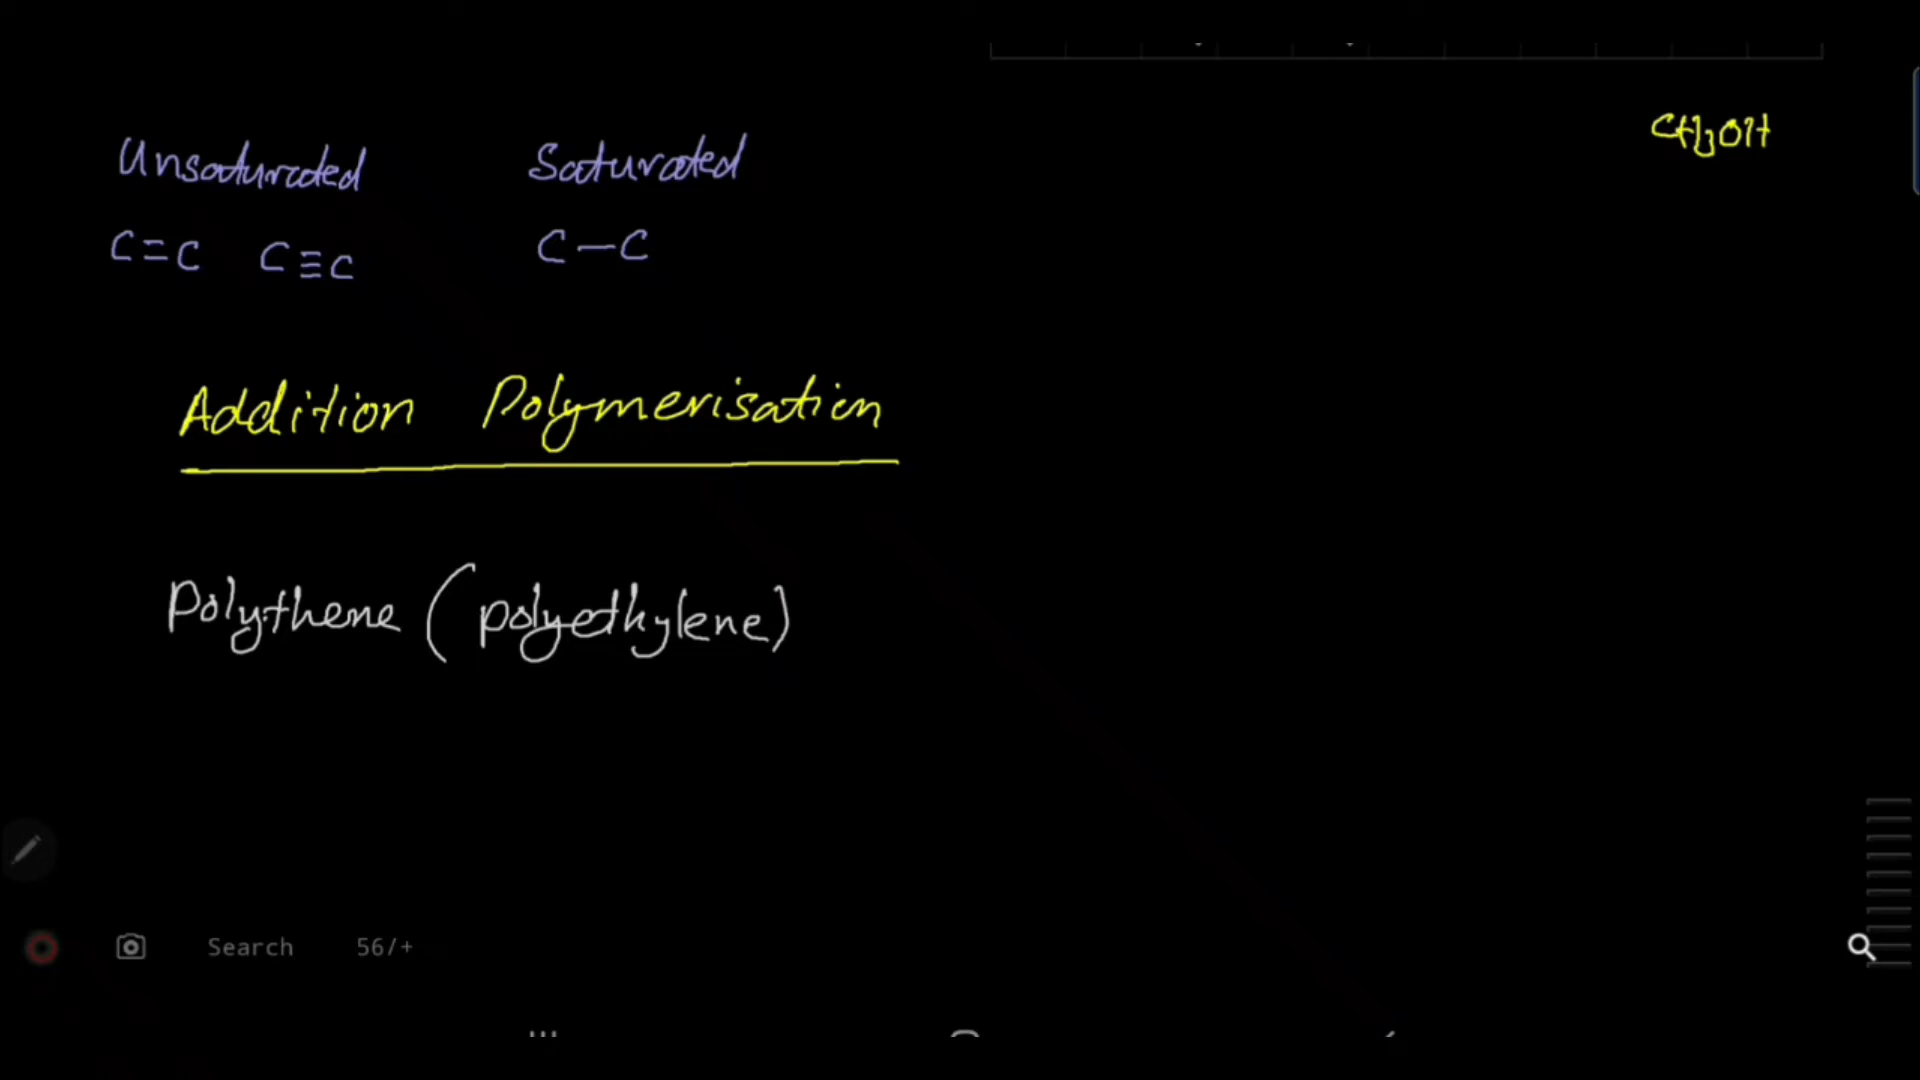 CH3OH
Unsaturated Saturated
C=C C≡C C-C
Addition Polymerisation
Polythene (polyethylene)
Search 56/+